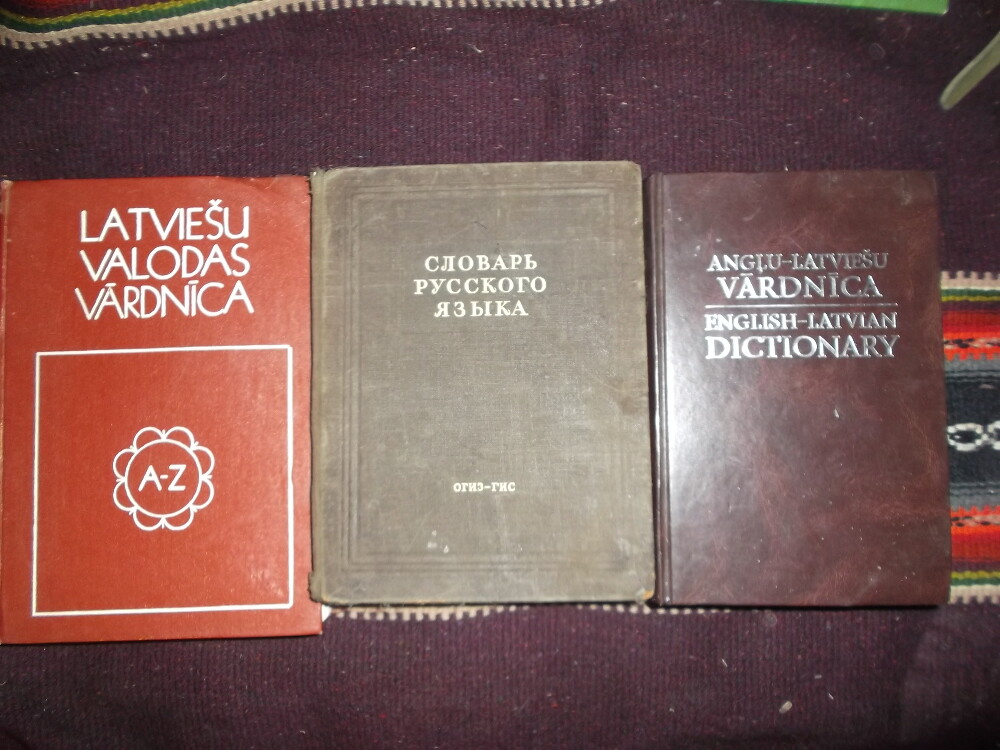 LATVIEŠU
VALODAS
VĀRDNĪCA
A-Z
СЛОВАРЬ
РУССКОГО
ЯЗЫКА
ОГИЗ-ГИС
ANGĻU-LATVIEŠU
VĀRDNĪCA
ENGLISH-LATVIAN
DICTIONARY